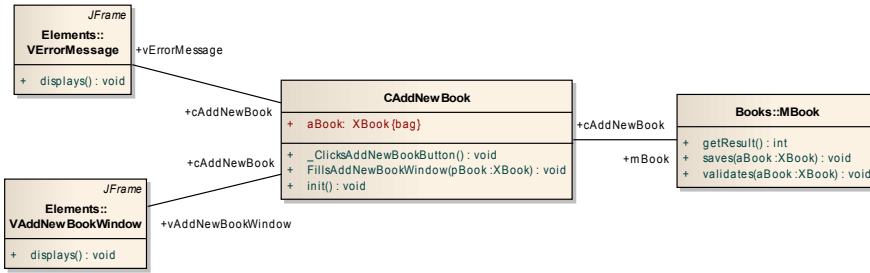 JFrame
Elements::
VErrorMessage
+ displays() : void
+vErrorMessage
+cAddNewBook
CAddNewBook
+ aBook: XBook {bag}
+ _ClicksAddNewBookButton() : void
+ FillsAddNewBookWindow(pBook :XBook) : void
+ init() : void
+cAddNewBook
+mBook
Books::MBook
+ getResult() : int
+ saves(aBook :XBook) : void
+ validates(aBook :XBook) : void
+cAddNewBook
+vAddNewBookWindow
JFrame
Elements::
VAddNewBookWindow
+ displays() : void